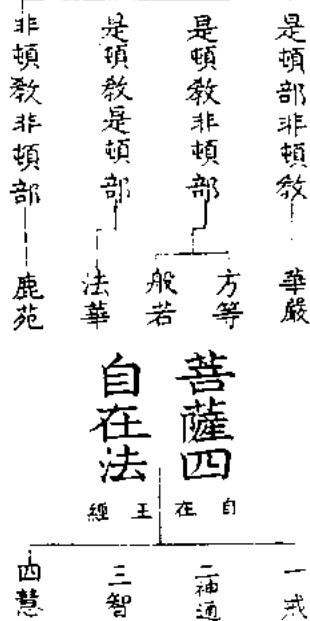 是頓部非頓教
是頓教非頓部
是頓教是頓部
非頓教非頓部
華嚴
方等
般若
法華
鹿苑
菩薩四
自在法
自在王經
一戒
二神通
三智
四慧